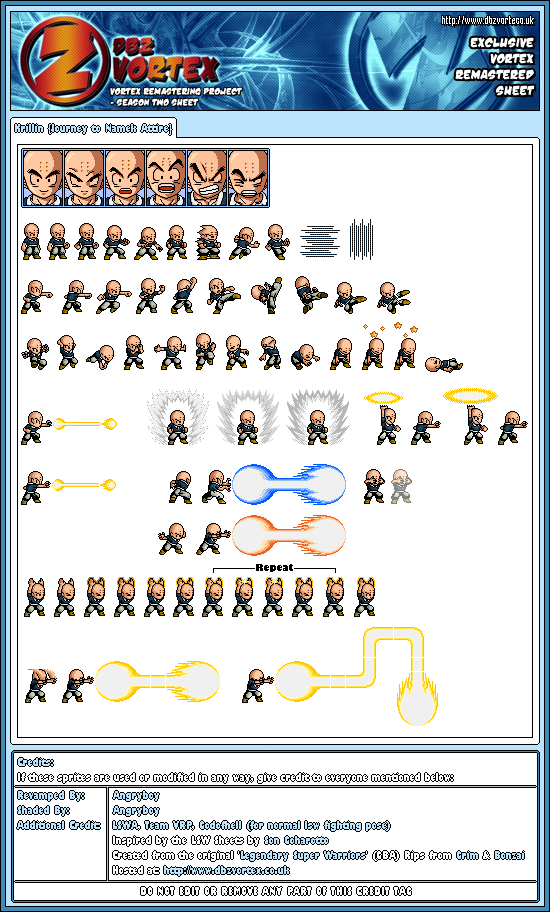 http://www.dbzvortex.co.uk
DBZ
VORTEX
VORTEX REMASTERING PROJECT
- SEASON TWO SHEET
EXCLUSIVE
VORTEX
REMASTERED
SHEET
Krillin {Journey to Namek Attire}
Repeat
Credits:
If these sprites are used or modified in any way, give credit to everyone mentioned below:
Revamped By: Angryboy
Shaded By: Angryboy
Additional Credit: LSWA, Team VRP, Godofhell (for normal lsw fighting pose)
Inspired by the LSW Sheets by Son Goharotto
Created from the original 'Legendary Super Warriors' (GBA) Rips from Grim & Bonzai
Hosted at: http://www.dbzvortex.co.uk
DO NOT EDIT OR REMOVE ANY PART OF THIS CREDIT TAG